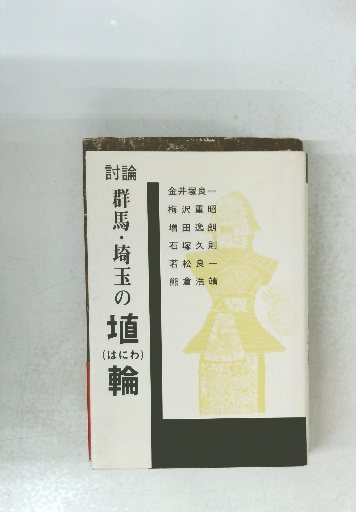 討論
群馬・埼玉の
埴
(はにわ)
輪
金井塚良一
梅沢重昭
増田逸朗
石塚久則
若松良一
熊倉浩靖